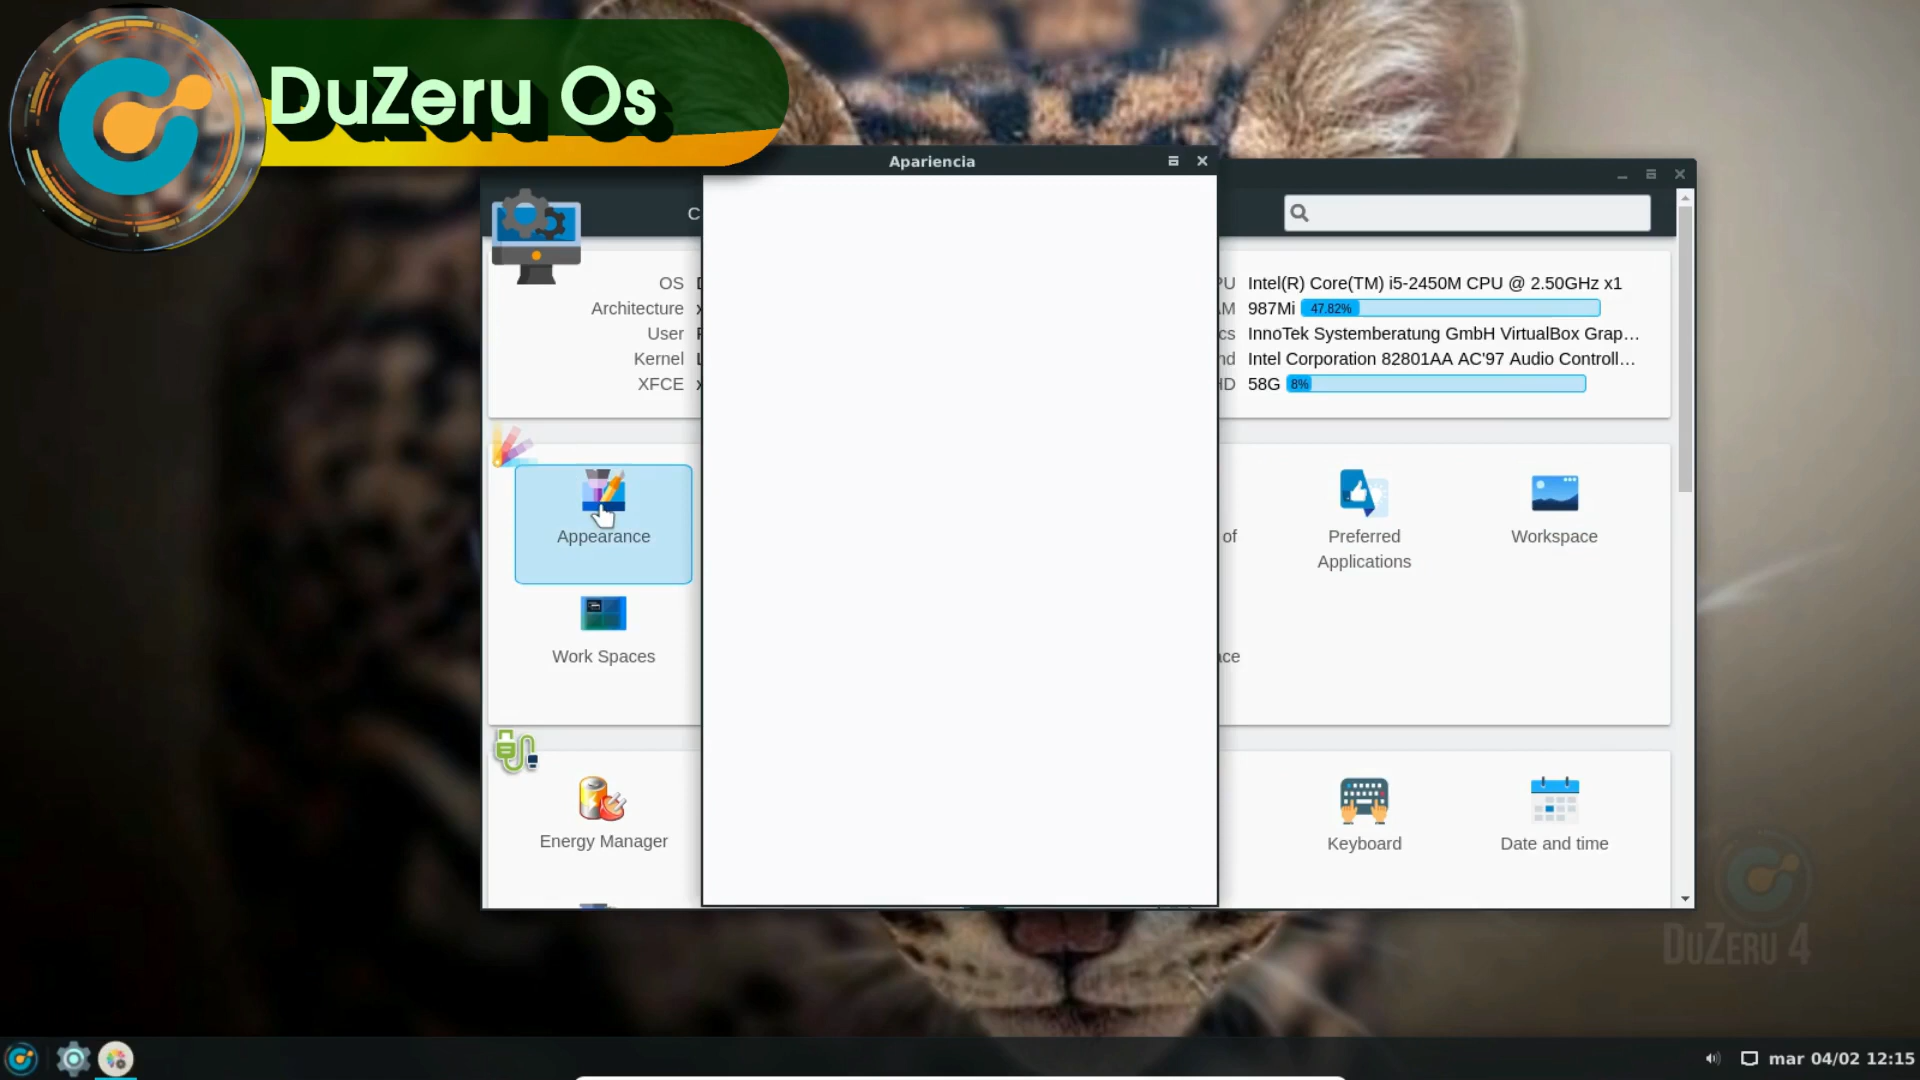 DuZeru Os
Apariencia
OS
Architecture
User
Kernel
XFCE
Intel(R) Core(TM) i5-2450M CPU @ 2.50GHz x1
987Mi 47.82%
InnoTek Systemberatung GmbH VirtualBox Grap...
Intel Corporation 82801AA AC'97 Audio Controll...
58G 8%
Appearance
of
Preferred
Applications
Workspace
Work Spaces
Energy Manager
Keyboard
Date and time
DUZERU 4
mar 04/02 12:15